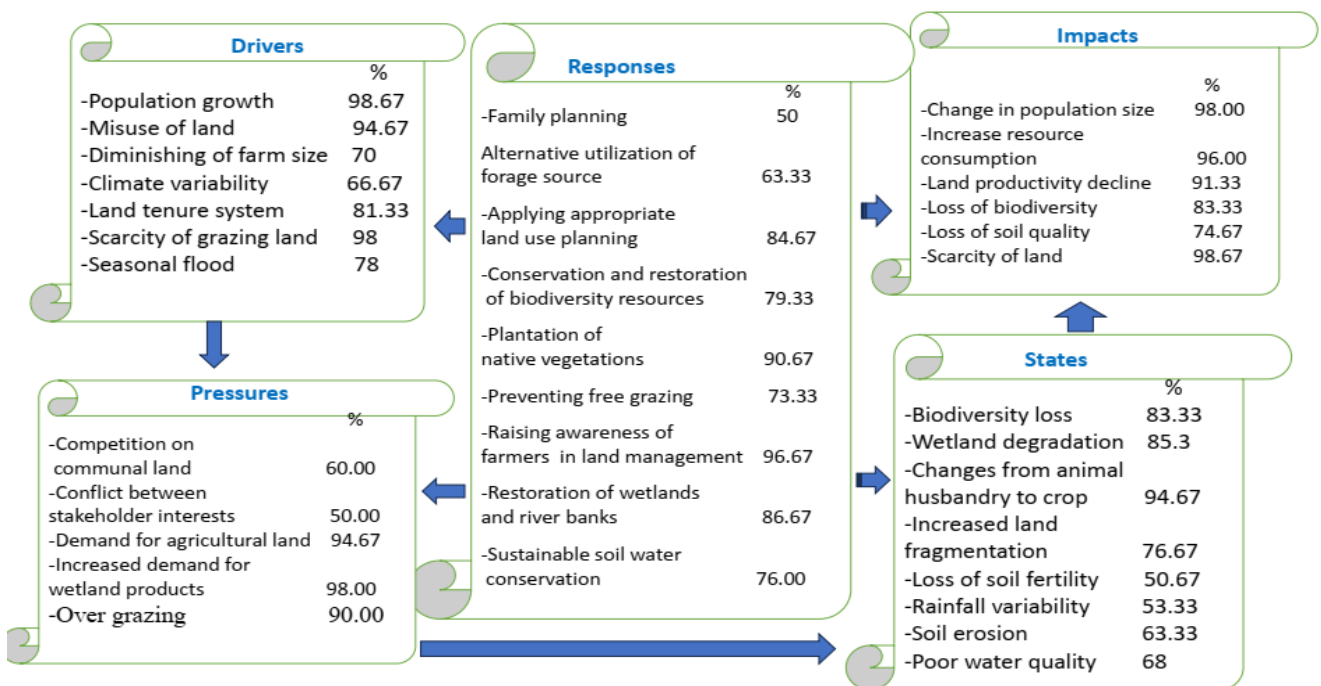 Drivers
%
-Population growth 98.67
-Misuse of land 94.67
-Diminishing of farm size 70
-Climate variability 66.67
-Land tenure system 81.33
-Scarcity of grazing land 98
-Seasonal flood 78
Pressures
%
-Competition on
communal land 60.00
-Conflict between
stakeholder interests 50.00
-Demand for agricultural land 94.67
-Increased demand for
wetland products 98.00
-Over grazing 90.00
Responses
%
-Family planning 50
Alternative utilization of
forage source 63.33
-Applying appropriate
land use planning 84.67
-Conservation and restoration
of biodiversity resources 79.33
-Plantation of
native vegetations 90.67
-Preventing free grazing 73.33
-Raising awareness of
farmers in land management 96.67
-Restoration of wetlands
and river banks 86.67
-Sustainable soil water
conservation 76.00
Impacts
%
-Change in population size 98.00
-Increase resource
consumption 96.00
-Land productivity decline 91.33
-Loss of biodiversity 83.33
-Loss of soil quality 74.67
-Scarcity of land 98.67
States
%
-Biodiversity loss 83.33
-Wetland degradation 85.3
-Changes from animal
husbandry to crop 94.67
-Increased land
fragmentation 76.67
-Loss of soil fertility 50.67
-Rainfall variability 53.33
-Soil erosion 63.33
-Poor water quality 68